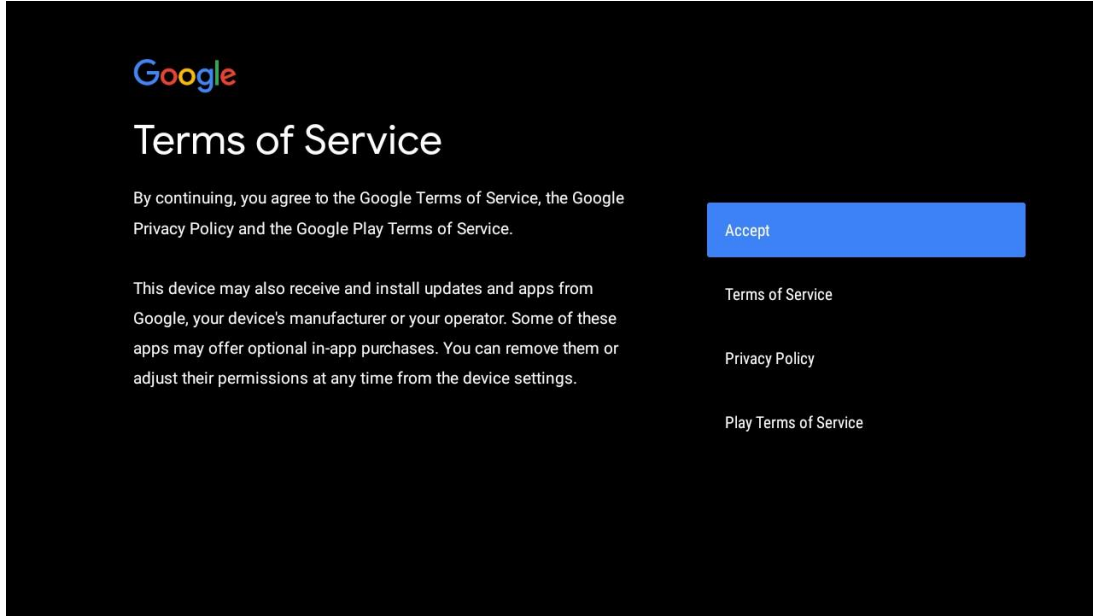 Google
Terms of Service
By continuing, you agree to the Google Terms of Service, the Google
Privacy Policy and the Google Play Terms of Service.
This device may also receive and install updates and apps from
Google, your device's manufacturer or your operator. Some of these
apps may offer optional in-app purchases. You can remove them or
adjust their permissions at any time from the device settings.
Accept
Terms of Service
Privacy Policy
Play Terms of Service